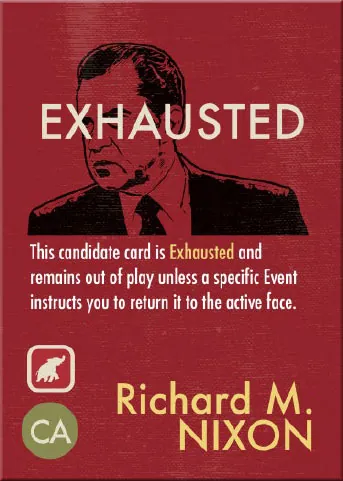 EXHAUSTED
This candidate card is Exhausted and
remains out of play unless a specific Event
instructs you to return it to the active face.
CA
Richard M.
NIXON